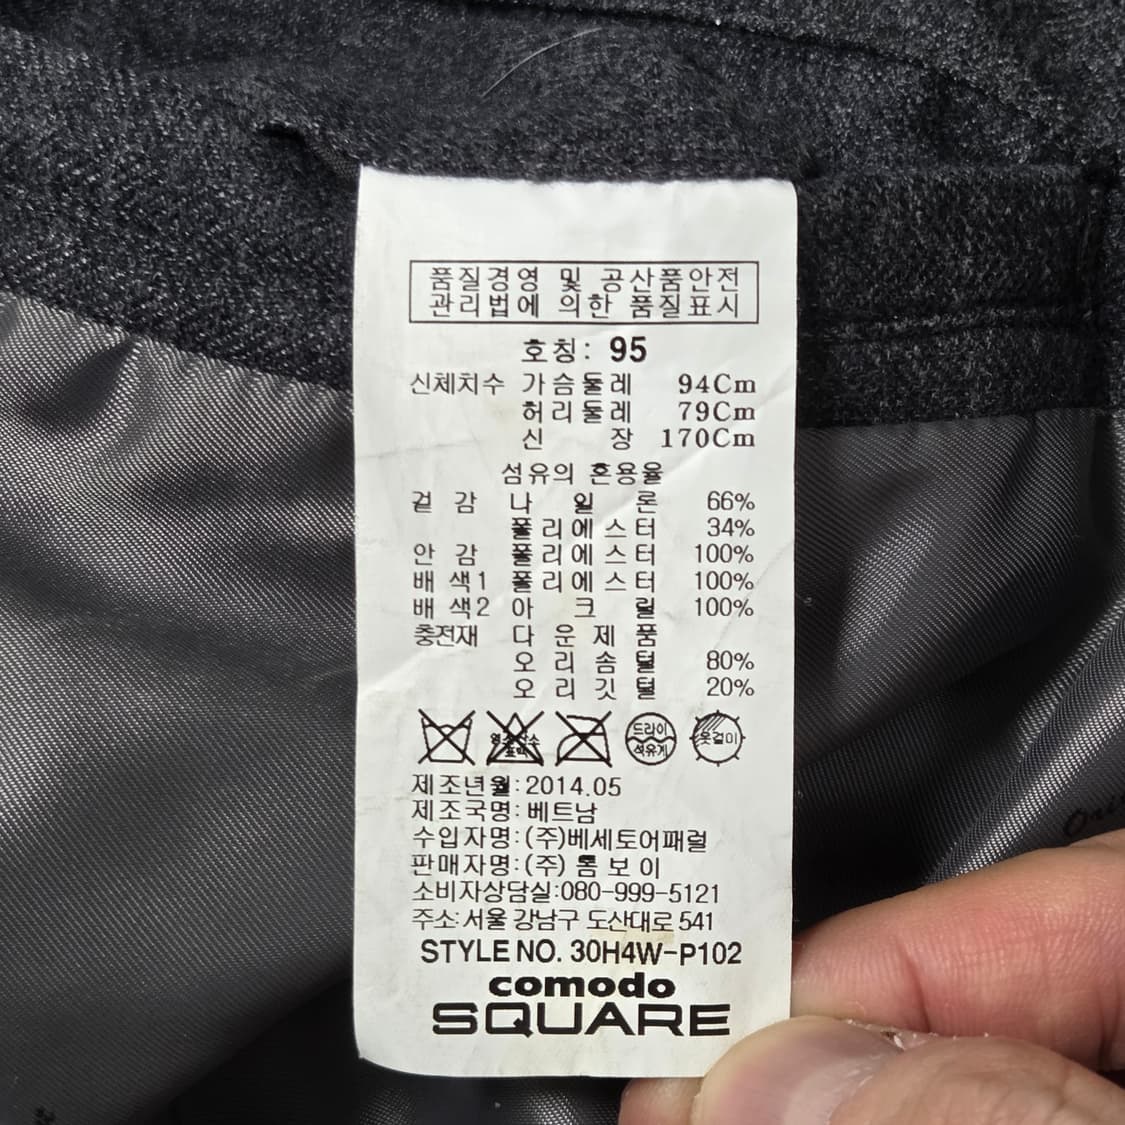 품질경영 및 공산품안전
관리법에 의한 품질표시
호칭: 95
신체치수 가슴둘레 94Cm
허리둘레 79Cm
신 장 170Cm
섬유의 혼용율
겉 감 나 일 론 66%
폴리에스터 34%
안 감 폴리에스터 100%
배 색1 폴리에스터 100%
배 색2 아 크 릴 100%
충전재 다 운 제 품
오 리 솜 털 80%
오 리 깃 털 20%
드라이
석유계
옷걸이
제조년월:2014.05
제조국명:베트남
수입자명:(주)베세토어패럴
판매자명:(주) 톰 보 이
소비자상담실:080-999-5121
주소:서울 강남구 도산대로 541
STYLE NO. 30H4W-P102
comodo
SQUARE